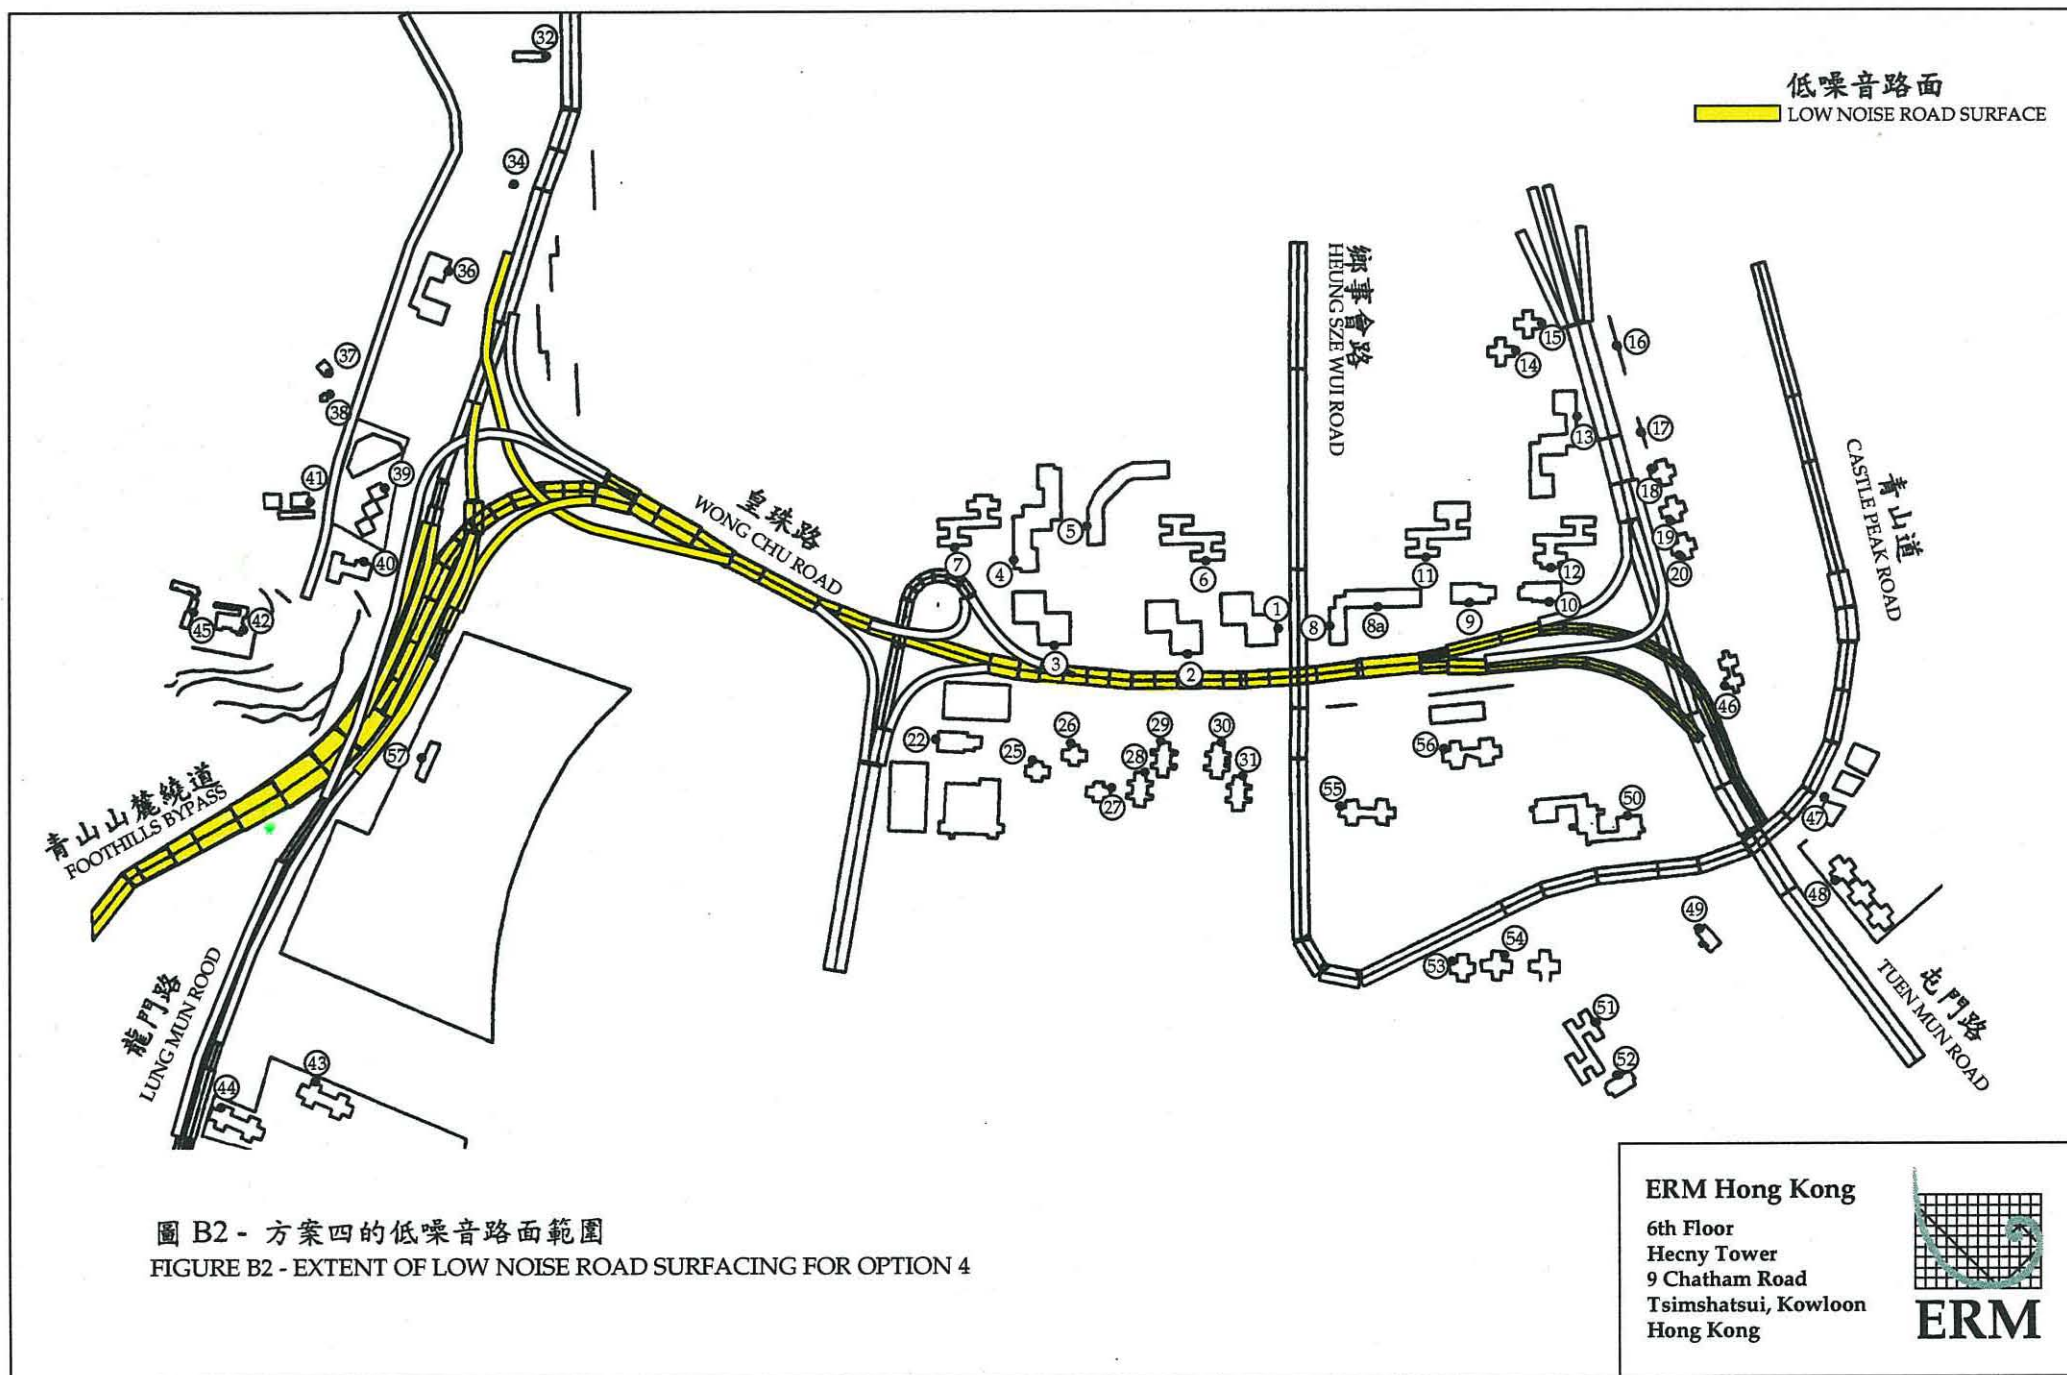 低噪音路面
LOW NOISE ROAD SURFACE
32
34
36
37
38
39
41
40
45
42
57
皇珠路
WONG CHU ROAD
鄉事會路
HEUNG SZE WUI ROAD
15
16
14
13
17
18
19
20
青山道
CASTLE PEAK ROAD
7
4
5
6
11
12
1
8
8a
9
10
3
2
46
22
26
29
30
25
28
31
27
56
55
50
47
48
49
54
53
51
52
青山山麓繞道
FOOTHILLS BYPASS
龍門路
LUNG MUN ROOD
44
43
屯門路
TUEN MUN ROAD
圖 B2 - 方案四的低噪音路面範圍
FIGURE B2 - EXTENT OF LOW NOISE ROAD SURFACING FOR OPTION 4
ERM Hong Kong
6th Floor
Hecny Tower
9 Chatham Road
Tsimshatsui, Kowloon
Hong Kong
ERM